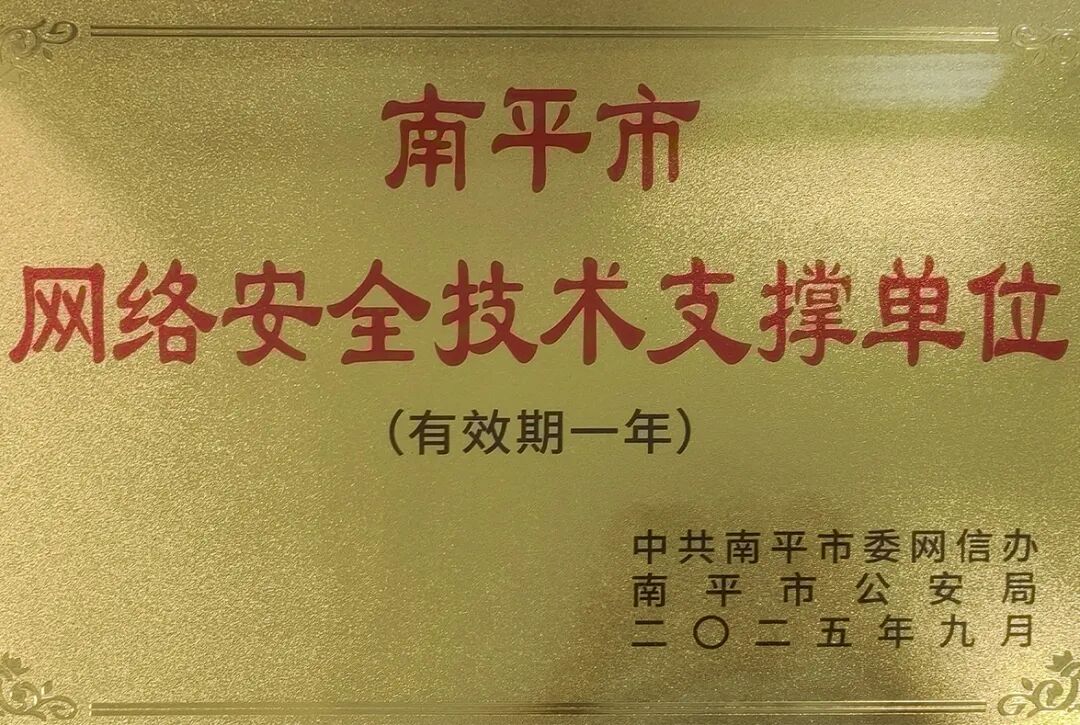 南平市
网络安全技术支撑单位
（有效期一年）
中共南平市委网信办
南平市公安局
二〇二五年九月